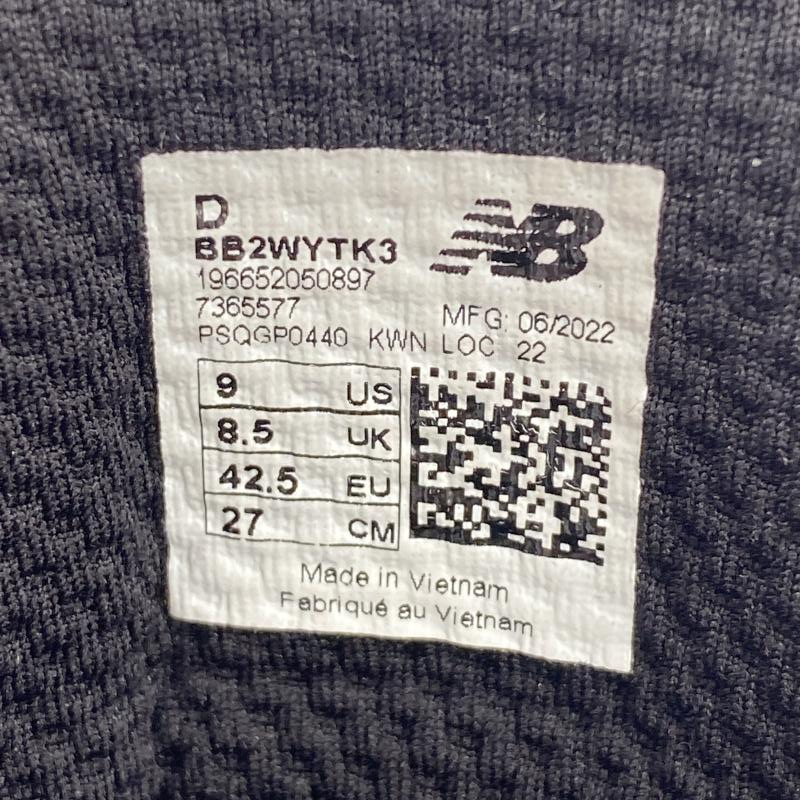 D
NB
BB2WYTK3
196652050897
7365577
MFG: 06/2022
PSQGP0440 KWN LOC 22
9 US
8.5 UK
42.5 EU
27 CM
Made in Vietnam
Fabriqué au Vietnam